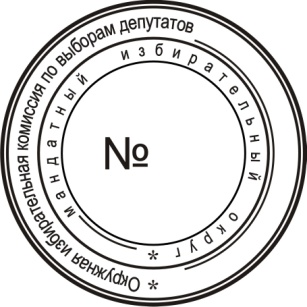 Окружная избирательная комиссия по выборам депутатов
*
мандатный избирательный округ
*
№